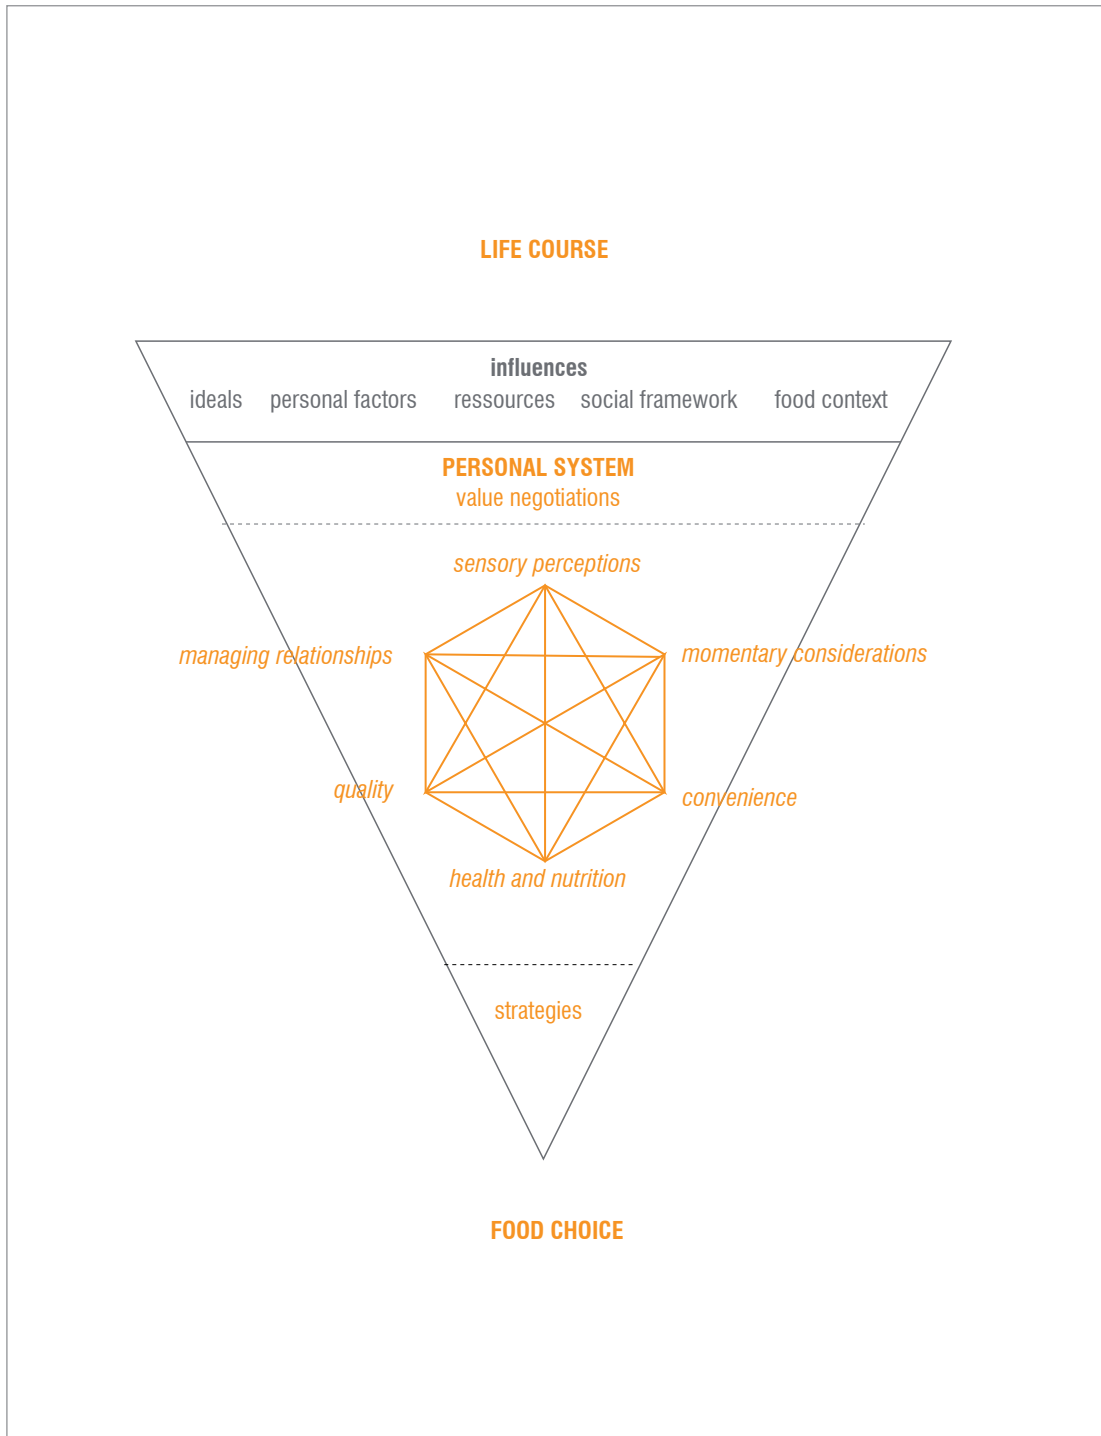 LIFE COURSE
influences
ideals personal factors ressources social framework food context
PERSONAL SYSTEM
value negotiations
sensory perceptions
managing relationships momentary considerations
quality convenience
health and nutrition
strategies
FOOD CHOICE